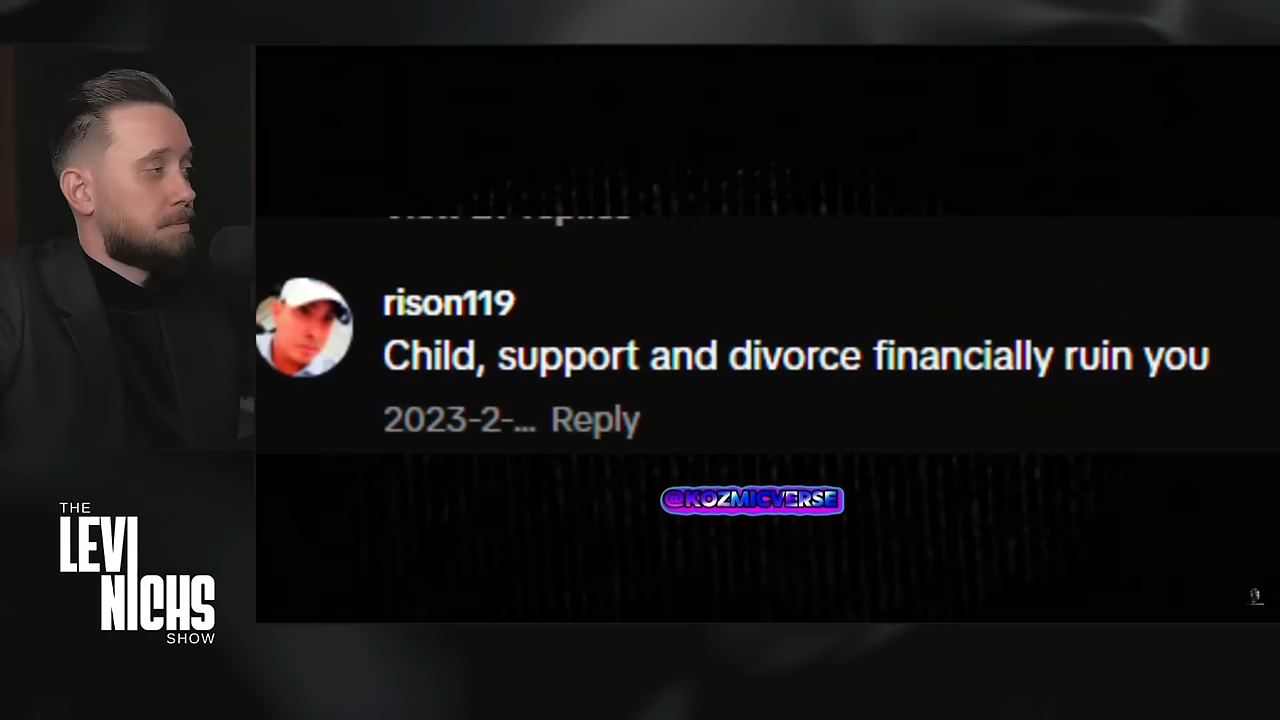 rison119
Child, support and divorce financially ruin you
2023-2-... Reply
@KOZMICVERSE
THE
LEVI
NICHS
SHOW